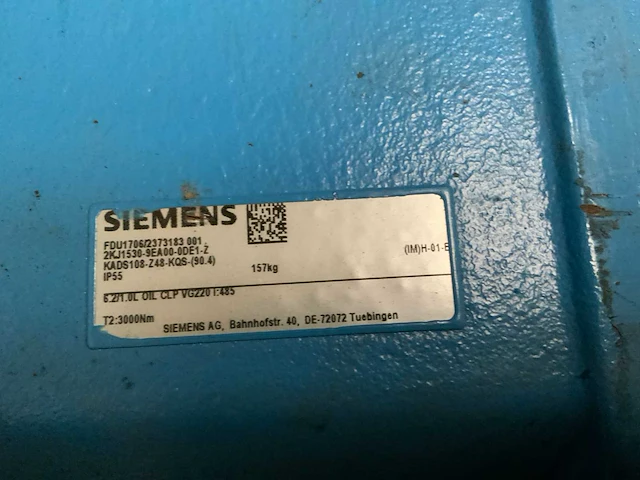 SIEMENS
FDU1706/2373183 001
2KJ1530-9EA00-0DE1-Z
KADS108-Z48-KQS-(90.4)
IP55
157kg
(IM)H-01-B
6.2/1.0L OIL CLP VG220 I:485
T2:3000Nm
SIEMENS AG, Bahnhofstr. 40, DE-72072 Tuebingen